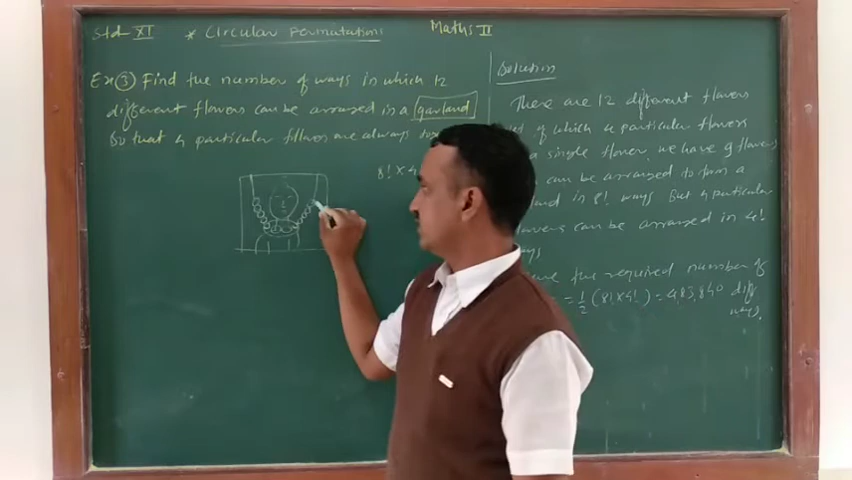 Std XI * Circular Permutations Maths II
Ex ③ Find the number of ways in which 12
different flowers can be arranged in a garland
so that 4 particular flowers are always
8! × 4
Solution
There are 12 different flowers
of which 4 particular flowers
a single flower, we have 9 flowers
can be arranged to form a
in 8! ways But 4 particular
flowers can be arranged in 4!
ways
the required number of
= 1/2 (8! × 4!) = 4,83,840 diff
ways.